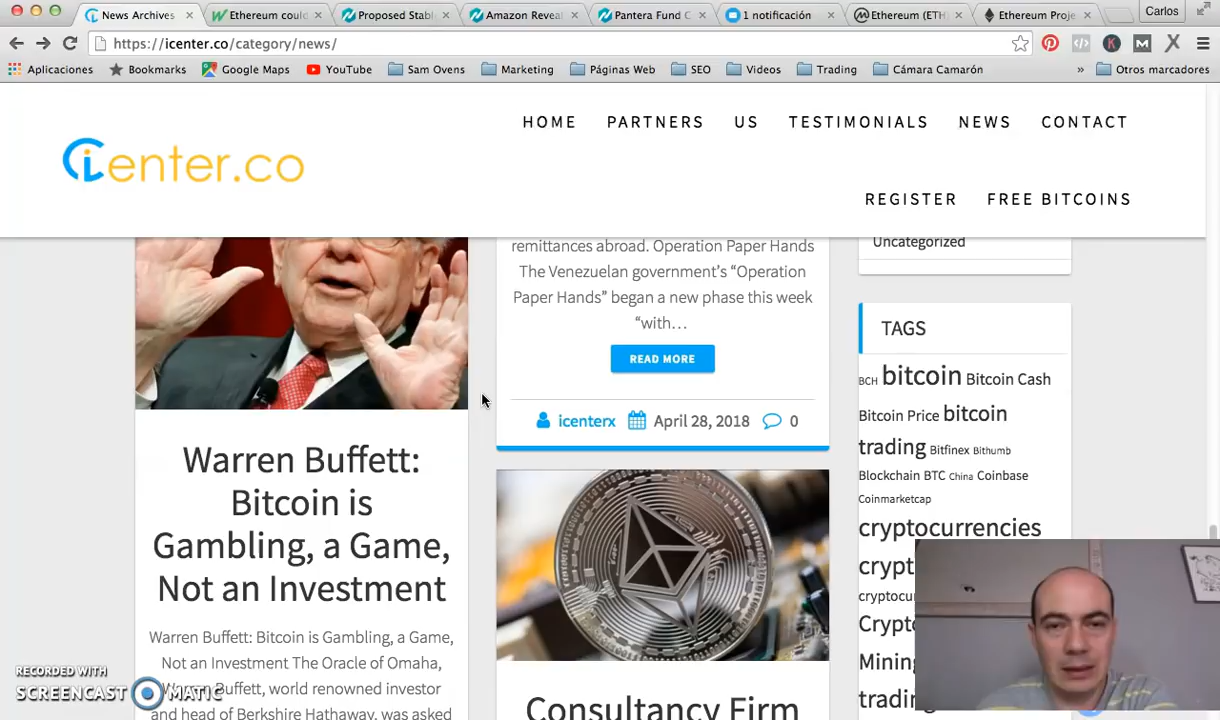 News Archives
Ethereum coul
Proposed Stabl
Amazon Reveal
Pantera Fund C
1 notificación
Ethereum (ETH
Ethereum Proje
Carlos
https://icenter.co/category/news/
Aplicaciones
Bookmarks
Google Maps
YouTube
Sam Ovens
Marketing
Páginas Web
SEO
Videos
Trading
Cámara Camarón
»
Otros marcadores
icenter.co
HOME PARTNERS US TESTIMONIALS NEWS CONTACT
REGISTER FREE BITCOINS
Warren Buffett:
Bitcoin is
Gambling, a Game,
Not an Investment
Warren Buffett: Bitcoin is Gambling, a Game,
Not an Investment The Oracle of Omaha,
Warren Buffett, world renowned investor
and head of Berkshire Hathaway, was asked
remittances abroad. Operation Paper Hands
The Venezuelan government's "Operation
Paper Hands" began a new phase this week
"with…
READ MORE
icenterx April 28, 2018 0
Consultancy Firm
Uncategorized
TAGS
BCH bitcoin Bitcoin Cash
Bitcoin Price bitcoin
trading Bitfinex Bithumb
Blockchain BTC China Coinbase
Coinmarketcap
cryptocurrencies
crypt
cryptocur
Crypto
Mining
trading
RECORDED WITH
SCREENCAST MATIC